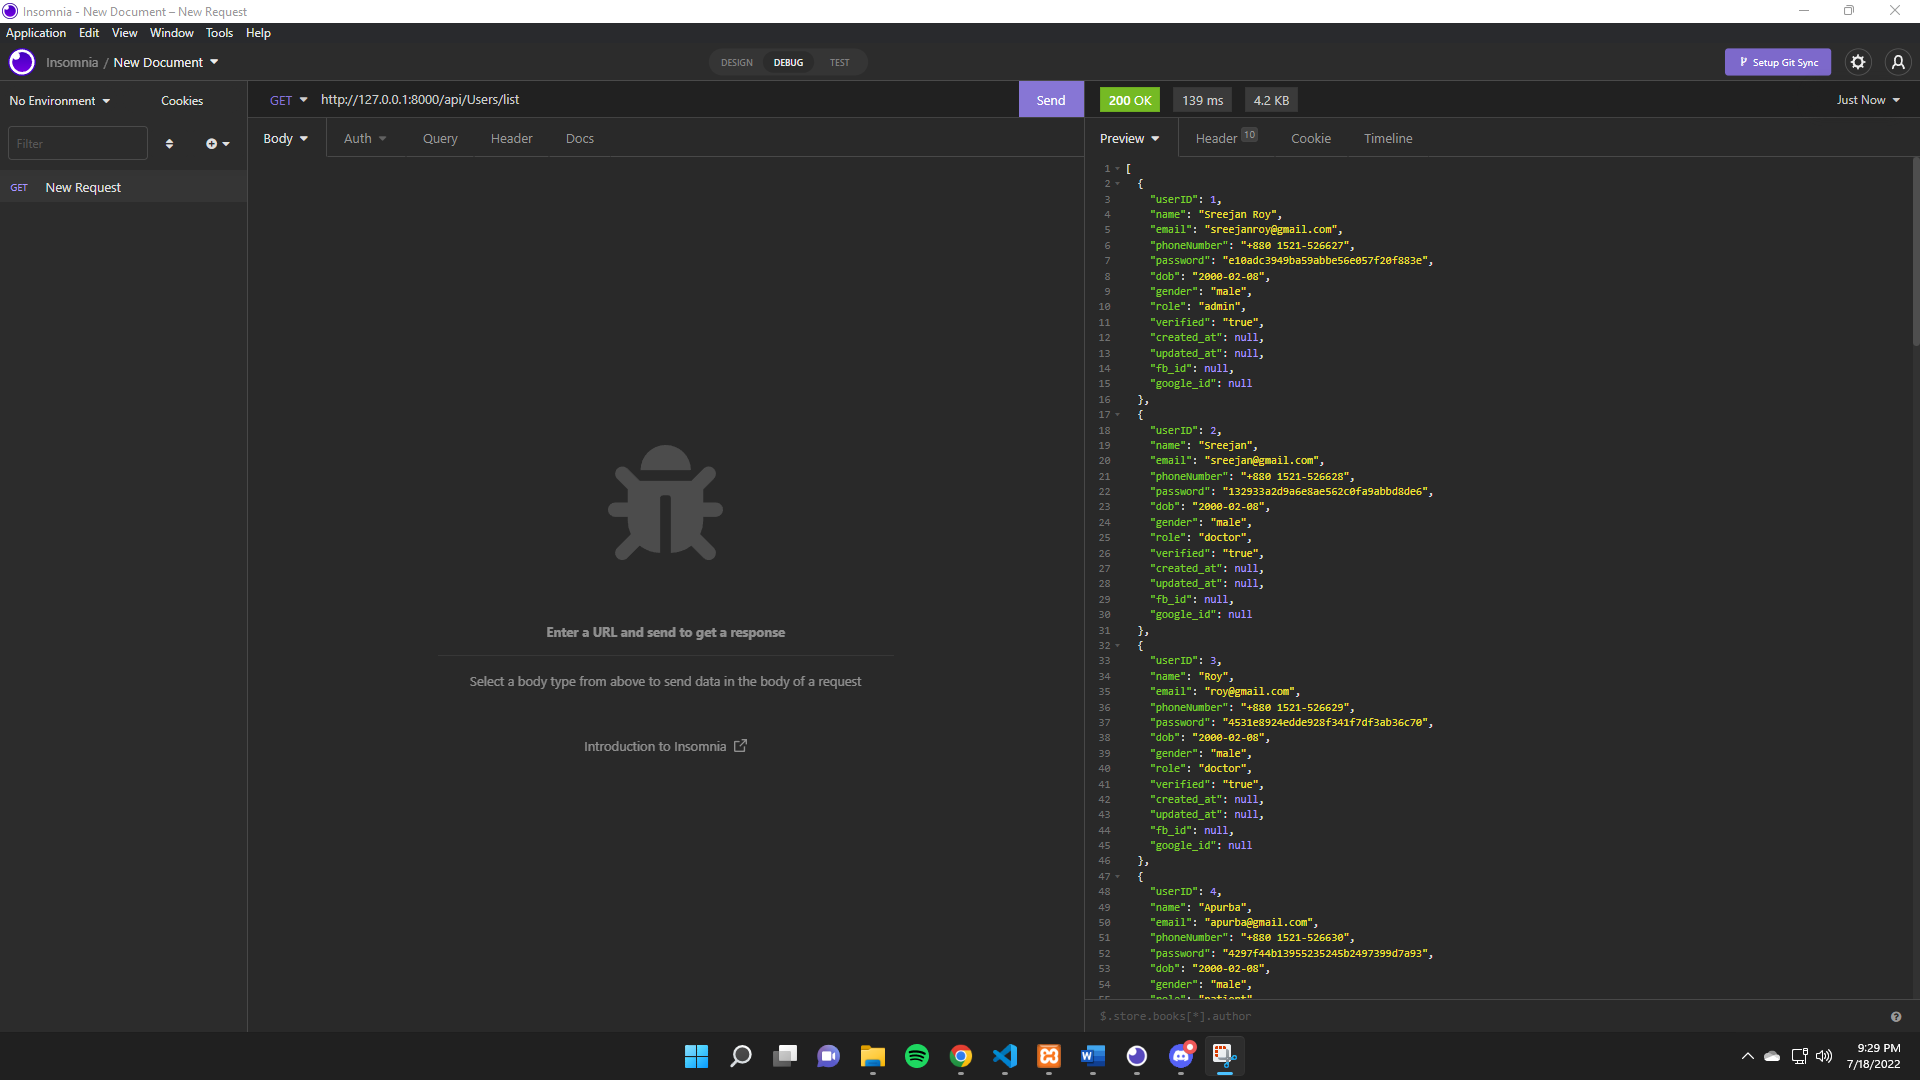 Insomnia - New Document – New Request
Application Edit View Window Tools Help
Insomnia / New Document
DESIGN DEBUG TEST
Setup Git Sync
No Environment Cookies
GET http://127.0.0.1:8000/api/Users/list Send
200 OK 139 ms 4.2 KB Just Now
Filter
Body Auth Query Header Docs
Preview Header 10 Cookie Timeline
GET New Request
Enter a URL and send to get a response
Select a body type from above to send data in the body of a request
Introduction to Insomnia
1 [
2 {
3 "userID": 1,
4 "name": "Sreejan Roy",
5 "email": "sreejanroy@gmail.com",
6 "phoneNumber": "+880 1521-526627",
7 "password": "e10adc3949ba59abbe56e057f20f883e",
8 "dob": "2000-02-08",
9 "gender": "male",
10 "role": "admin",
11 "verified": "true",
12 "created_at": null,
13 "updated_at": null,
14 "fb_id": null,
15 "google_id": null
16 },
17 {
18 "userID": 2,
19 "name": "Sreejan",
20 "email": "sreejan@gmail.com",
21 "phoneNumber": "+880 1521-526628",
22 "password": "132933a2d9a6e8ae562c0fa9abbd8de6",
23 "dob": "2000-02-08",
24 "gender": "male",
25 "role": "doctor",
26 "verified": "true",
27 "created_at": null,
28 "updated_at": null,
29 "fb_id": null,
30 "google_id": null
31 },
32 {
33 "userID": 3,
34 "name": "Roy",
35 "email": "roy@gmail.com",
36 "phoneNumber": "+880 1521-526629",
37 "password": "4531e8924edde928f341f7df3ab36c70",
38 "dob": "2000-02-08",
39 "gender": "male",
40 "role": "doctor",
41 "verified": "true",
42 "created_at": null,
43 "updated_at": null,
44 "fb_id": null,
45 "google_id": null
46 },
47 {
48 "userID": 4,
49 "name": "Apurba",
50 "email": "apurba@gmail.com",
51 "phoneNumber": "+880 1521-526630",
52 "password": "4297f44b13955235245b2497399d7a93",
53 "dob": "2000-02-08",
54 "gender": "male",
55 "role": "patient"
$.store.books[*].author
9:29 PM
7/18/2022